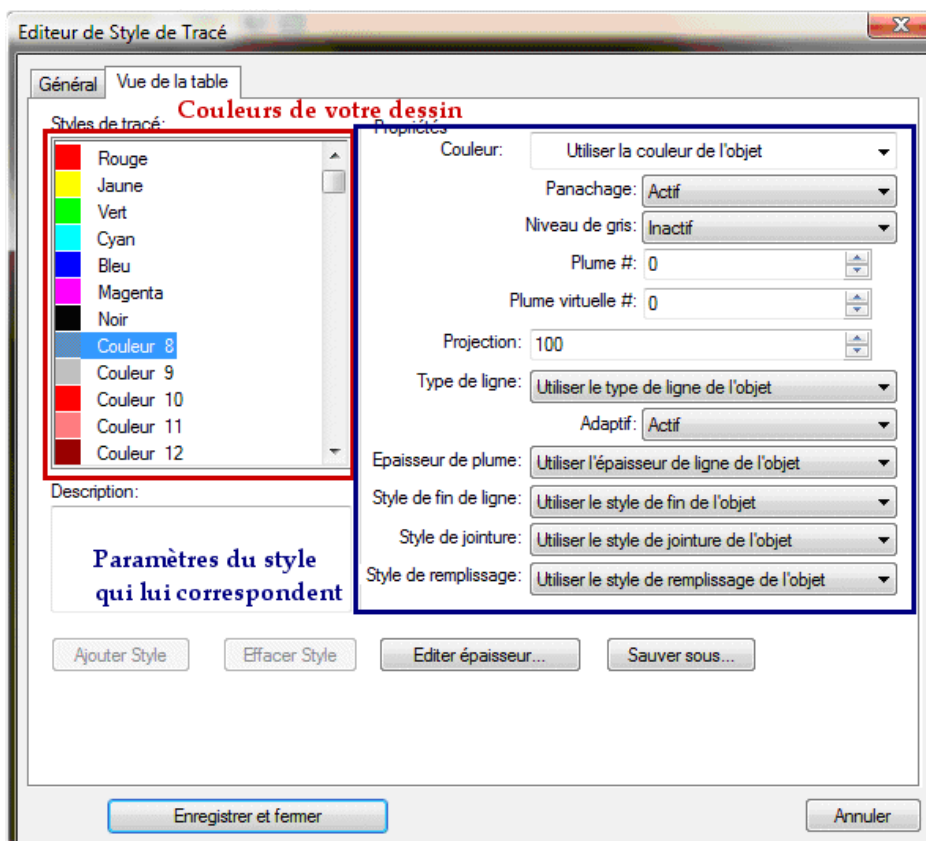 Editeur de Style de Tracé
Général
Vue de la table
Couleurs de votre dessin
Styles de tracé:
Rouge
Jaune
Vert
Cyan
Bleu
Magenta
Noir
Couleur 8
Couleur 9
Couleur 10
Couleur 11
Couleur 12
Description:
Paramètres du style
qui lui correspondent
Propriétés
Couleur: Utiliser la couleur de l'objet
Panachage: Actif
Niveau de gris: Inactif
Plume #: 0
Plume virtuelle #: 0
Projection: 100
Type de ligne: Utiliser le type de ligne de l'objet
Adaptif: Actif
Epaisseur de plume: Utiliser l'épaisseur de ligne de l'objet
Style de fin de ligne: Utiliser le style de fin de l'objet
Style de jointure: Utiliser le style de jointure de l'objet
Style de remplissage: Utiliser le style de remplissage de l'objet
Ajouter Style
Effacer Style
Editer épaisseur...
Sauver sous...
Enregistrer et fermer
Annuler